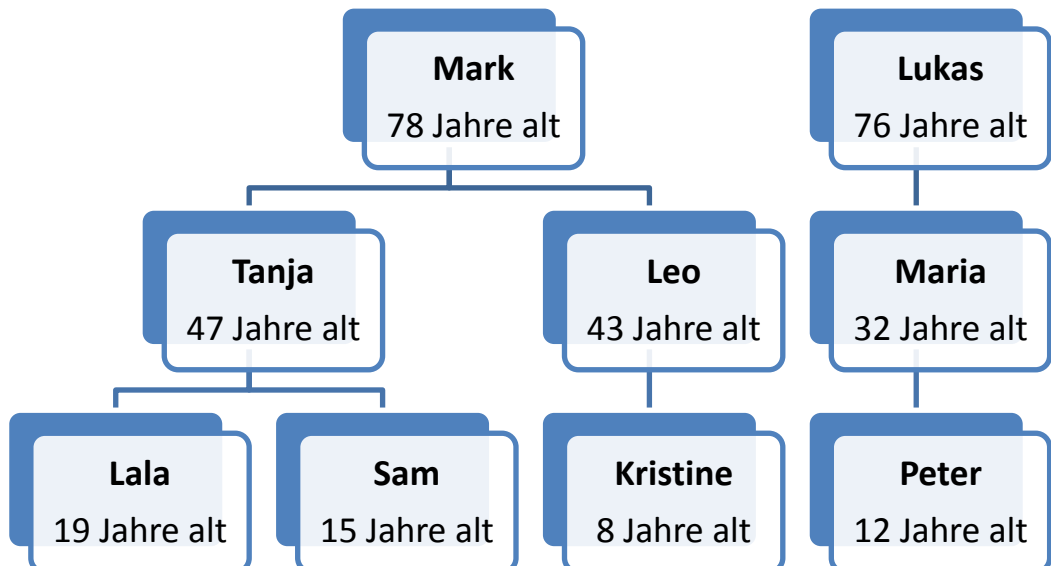 Mark
78 Jahre alt
Lukas
76 Jahre alt
Tanja
47 Jahre alt
Leo
43 Jahre alt
Maria
32 Jahre alt
Lala
19 Jahre alt
Sam
15 Jahre alt
Kristine
8 Jahre alt
Peter
12 Jahre alt